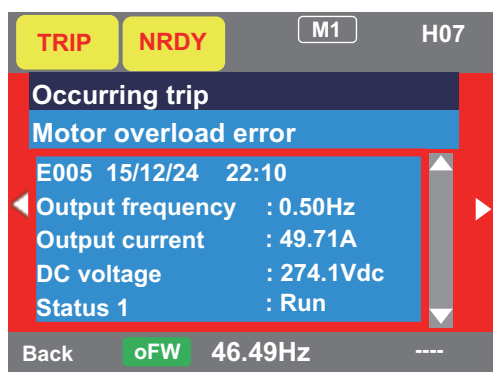 TRIP NRDY M1 H07
Occurring trip
Motor overload error
E005 15/12/24 22:10
Output frequency : 0.50Hz
Output current : 49.71A
DC voltage : 274.1Vdc
Status 1 : Run
Back oFW 46.49Hz ----